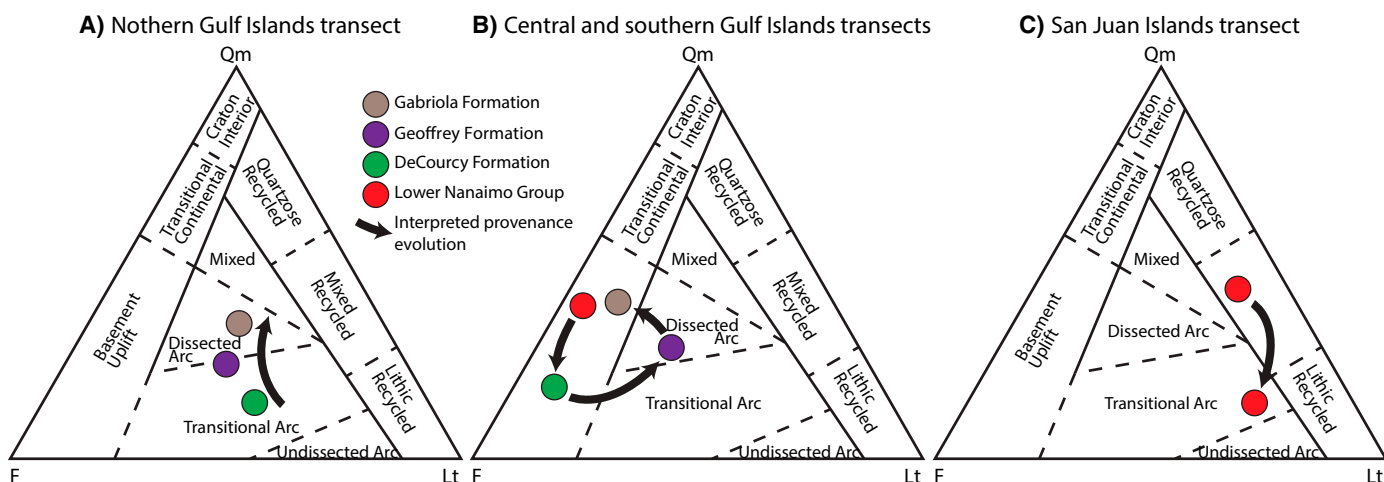 A) Nothern Gulf Islands transect
Qm
Craton
Interior
Transitional
Continental
Quartzose
Recycled
Mixed
Mixed
Recycled
Basement
Uplift
Dissected
Arc
Lithic
Recycled
Transitional Arc
Undissected Arc
F
Lt
Gabriola Formation
Geoffrey Formation
DeCourcy Formation
Lower Nanaimo Group
Interpreted provenance
evolution
B) Central and southern Gulf Islands transects
Qm
Craton
Interior
Transitional
Continental
Quartzose
Recycled
Mixed
Mixed
Recycled
Basement
Uplift
Dissected
Arc
Lithic
Recycled
Transitional Arc
Undissected Arc
F
Lt
C) San Juan Islands transect
Qm
Craton
Interior
Transitional
Continental
Quartzose
Recycled
Mixed
Mixed
Recycled
Basement
Uplift
Dissected Arc
Lithic
Recycled
Transitional Arc
Undissected Arc
F
Lt